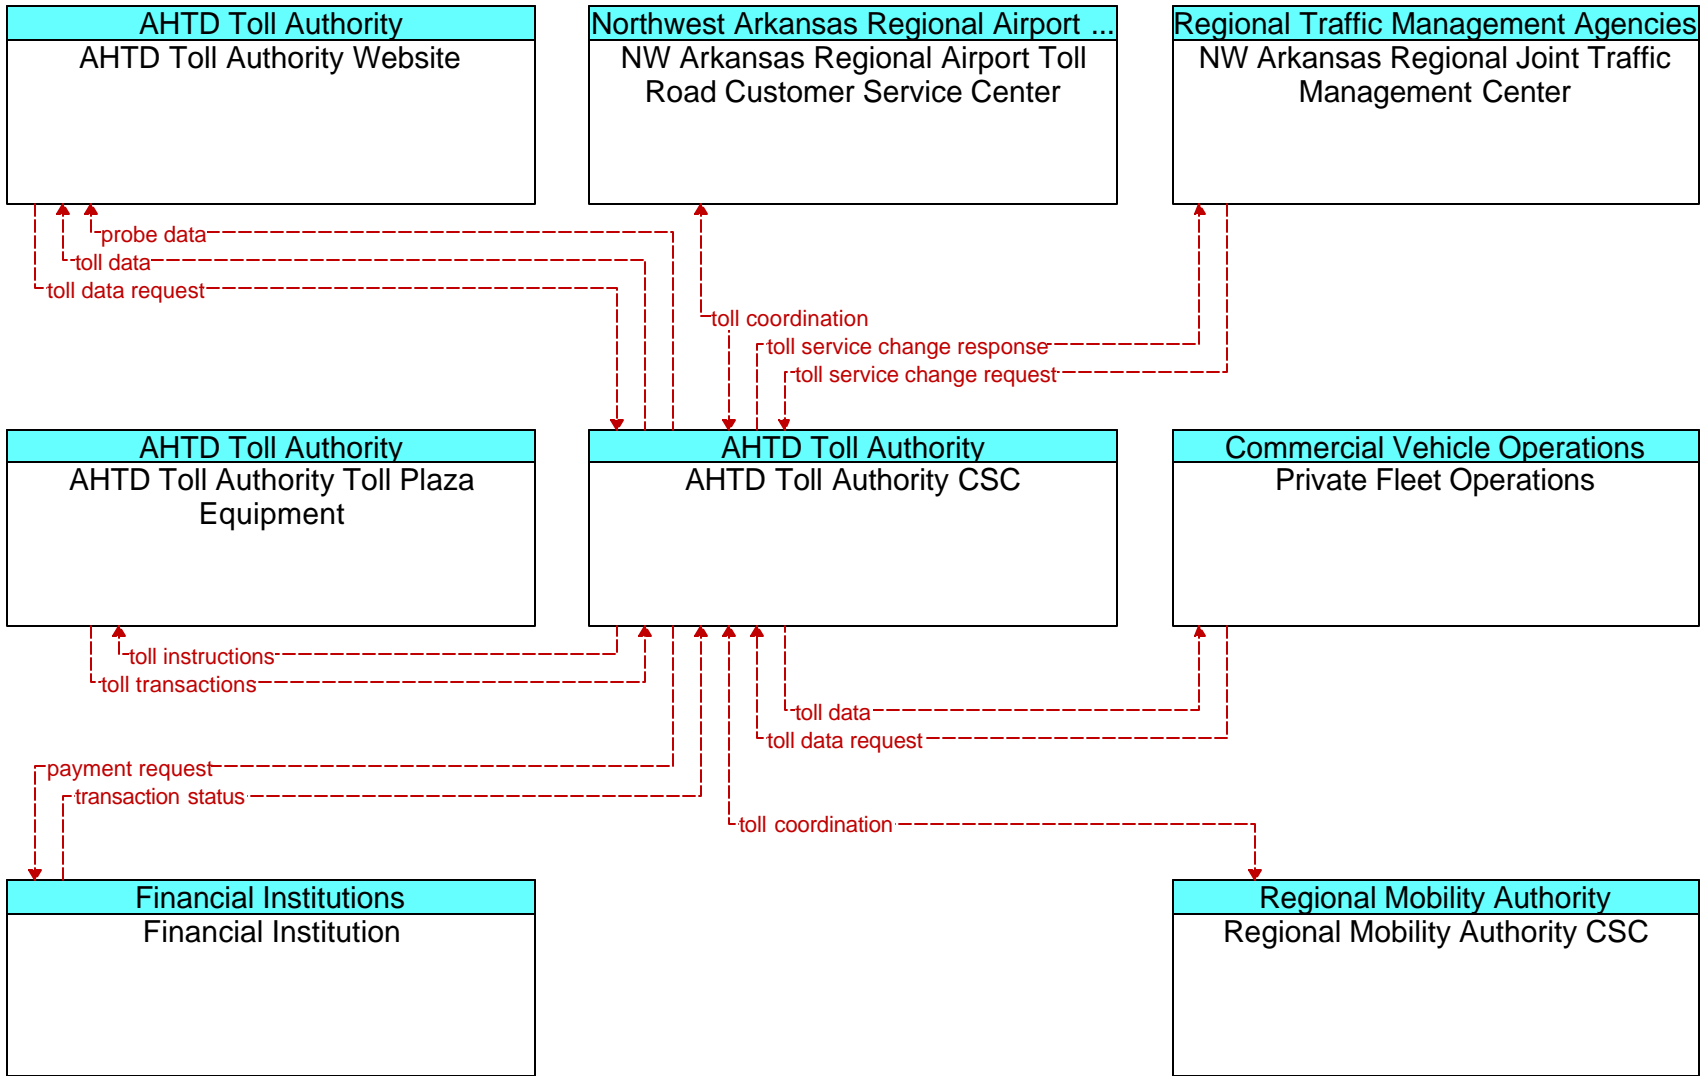 AHTD Toll Authority
AHTD Toll Authority Website
Northwest Arkansas Regional Airport ...
NW Arkansas Regional Airport Toll
Road Customer Service Center
Regional Traffic Management Agencies
NW Arkansas Regional Joint Traffic
Management Center
probe data
toll data
toll data request
toll coordination
toll service change response
toll service change request
AHTD Toll Authority
AHTD Toll Authority Toll Plaza
Equipment
AHTD Toll Authority
AHTD Toll Authority CSC
Commercial Vehicle Operations
Private Fleet Operations
toll instructions
toll transactions
toll data
toll data request
payment request
transaction status
toll coordination
Financial Institutions
Financial Institution
Regional Mobility Authority
Regional Mobility Authority CSC